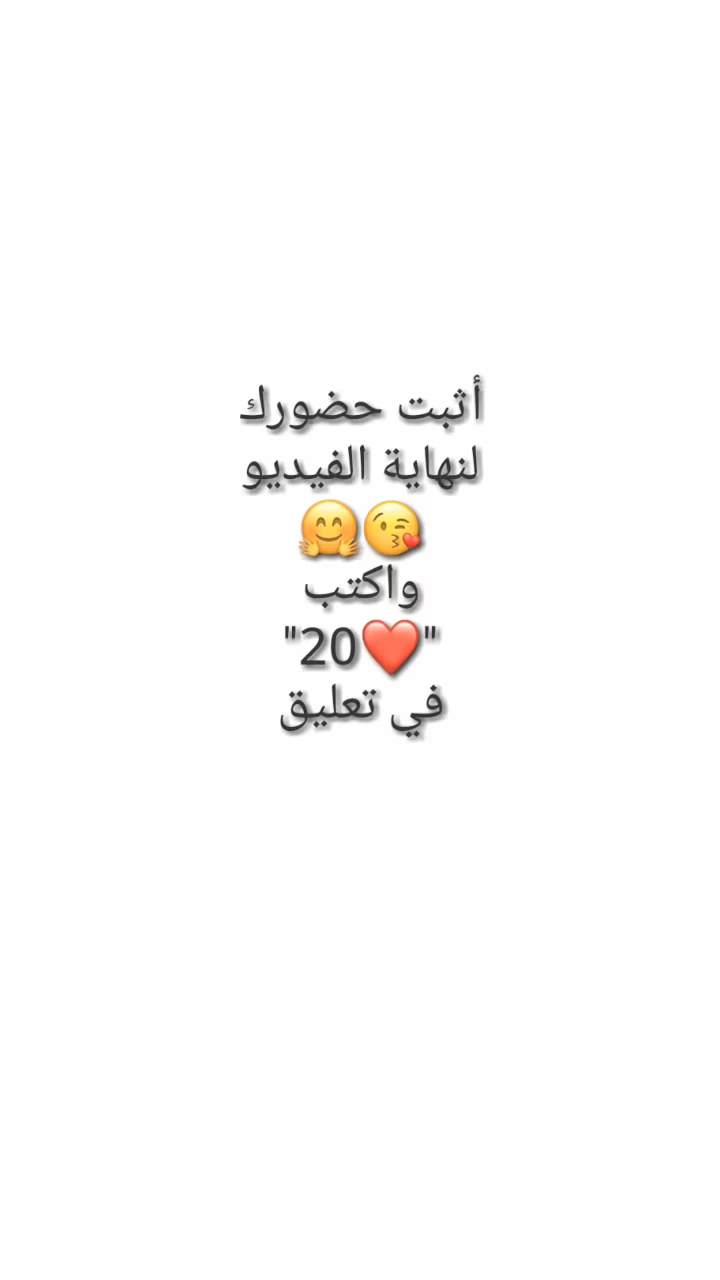 أثبت حضورك
لنهاية الفيديو
😘🤗
واكتب
"❤️20"
في تعليق